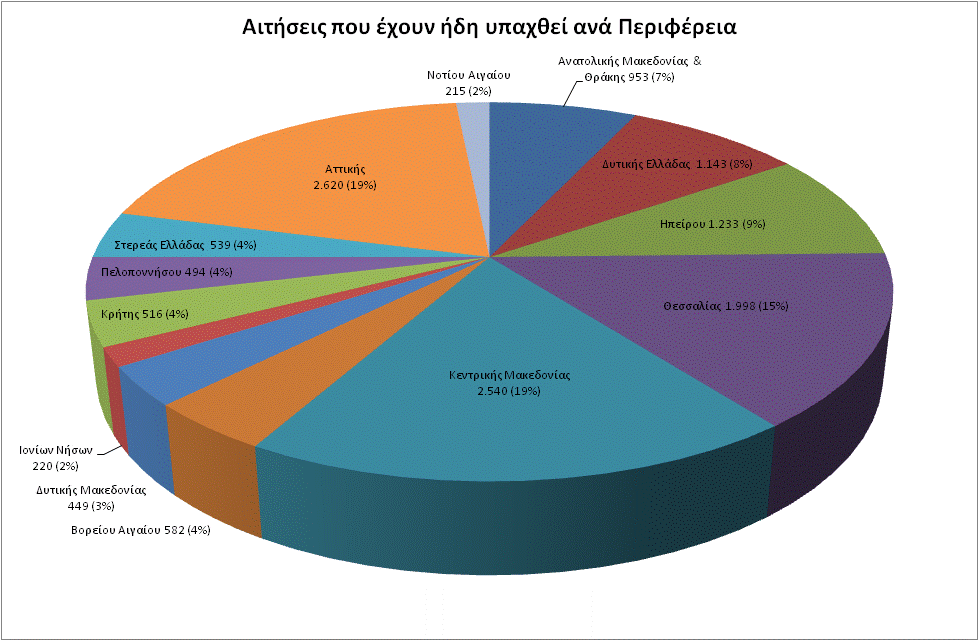 Αιτήσεις που έχουν ήδη υπαχθεί ανά Περιφέρεια
Νοτίου Αιγαίου
215 (2%)
Ανατολικής Μακεδονίας &
Θράκης 953 (7%)
Δυτικής Ελλάδας 1.143 (8%)
Ηπείρου 1.233 (9%)
Θεσσαλίας 1.998 (15%)
Κεντρικής Μακεδονίας
2.540 (19%)
Βορείου Αιγαίου 582 (4%)
Δυτικής Μακεδονίας
449 (3%)
Ιονίων Νήσων
220 (2%)
Κρήτης 516 (4%)
Πελοποννήσου 494 (4%)
Στερεάς Ελλάδας 539 (4%)
Αττικής
2.620 (19%)